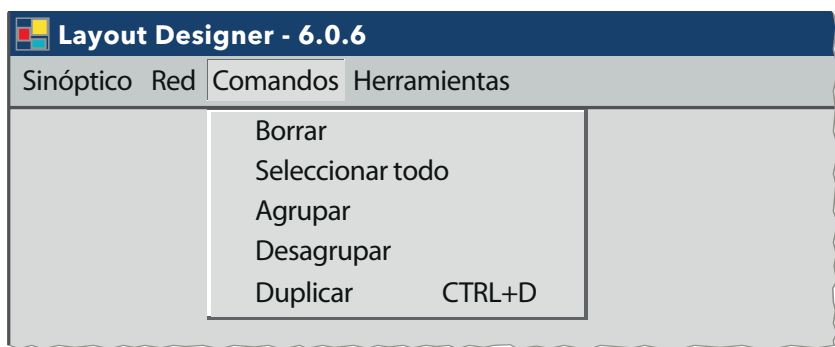 Layout Designer - 6.0.6
Sinóptico Red Comandos Herramientas
Borrar
Seleccionar todo
Agrupar
Desagrupar
Duplicar CTRL+D